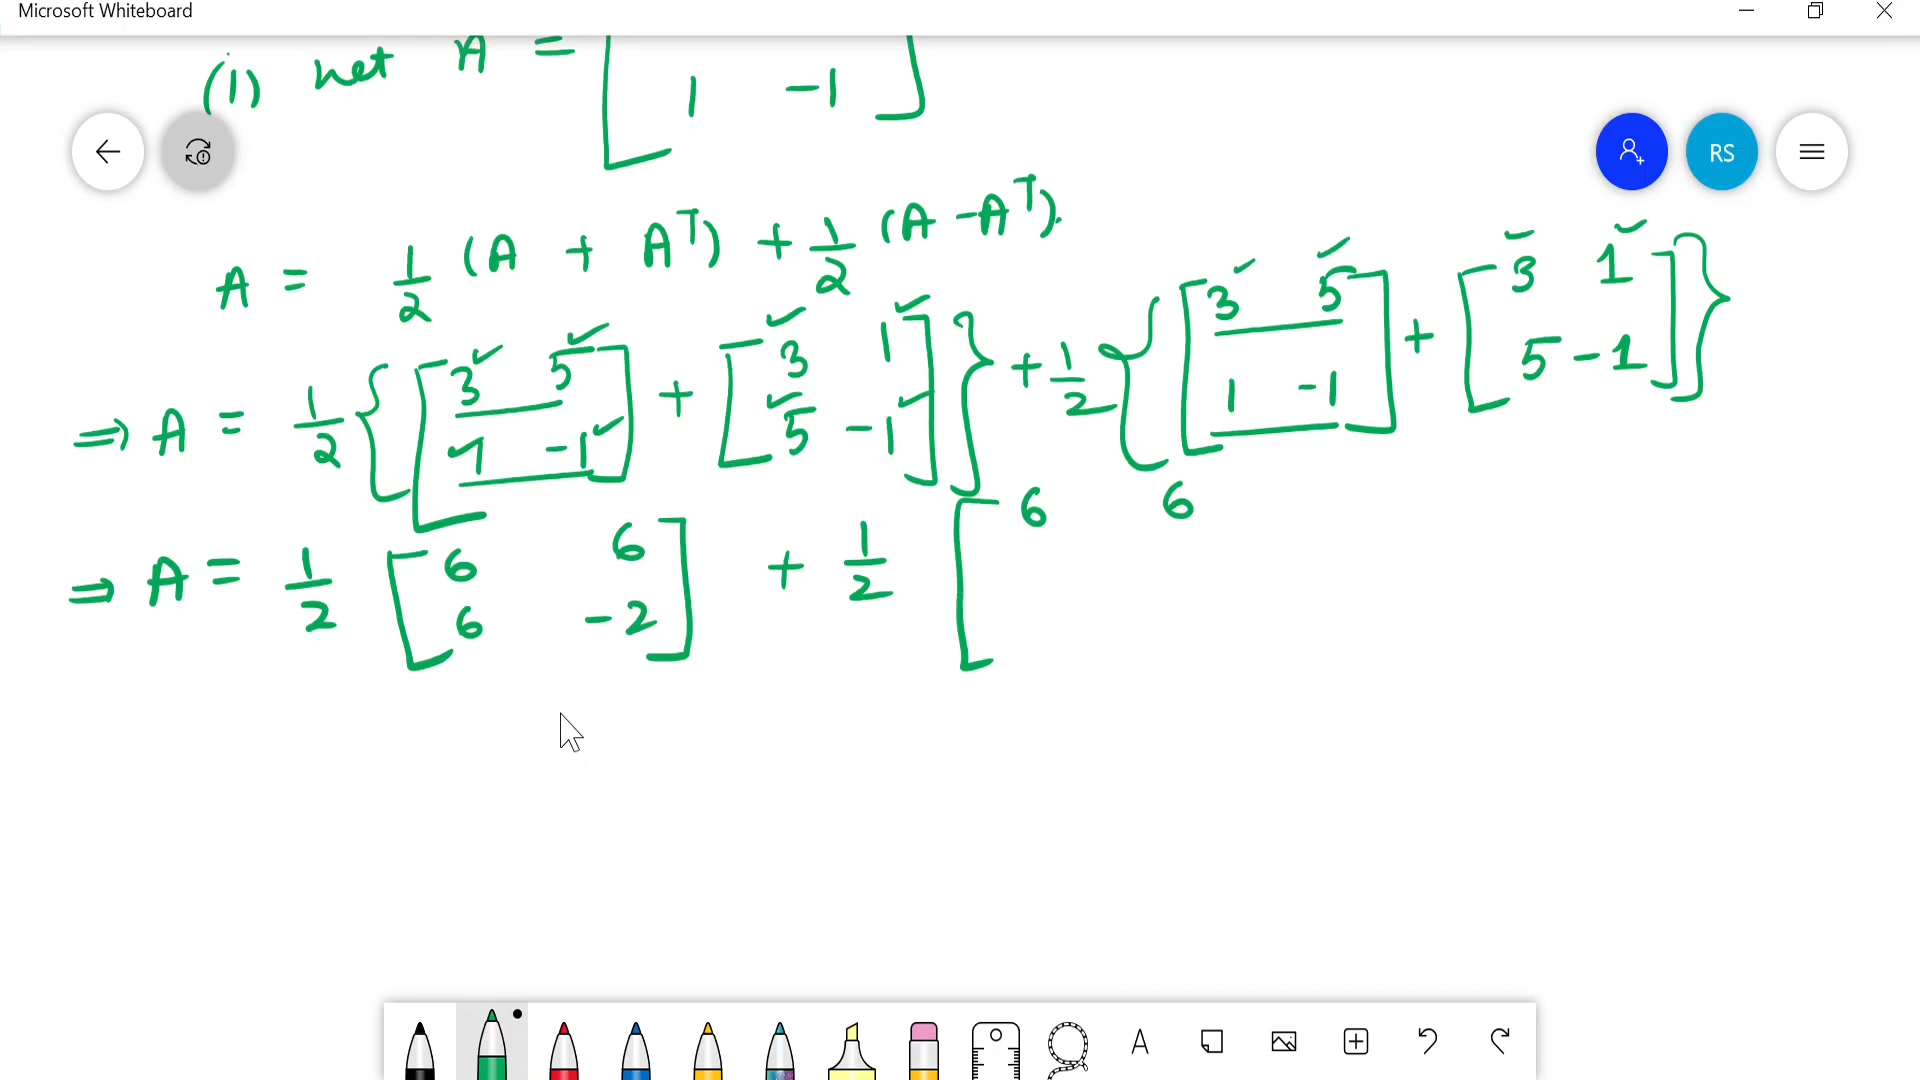 Microsoft Whiteboard
(i) Let A = [
1 -1 ]
RS
A = 1/2 (A + Aᵀ) + 1/2 (A - Aᵀ).
⇒ A = 1/2 { [ 3 5
1 -1 ] + [ 3 1
5 -1 ] } + 1/2 { [ 3 5
1 -1 ] + [ 3 1
5 -1 ] }
⇒ A = 1/2 [ 6 6
6 -2 ] + 1/2 [ 6 6
A